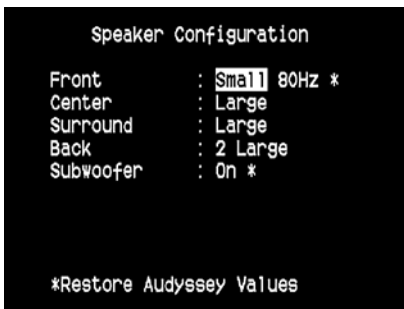 Speaker Configuration
Front : Small 80Hz *
Center : Large
Surround : Large
Back : 2 Large
Subwoofer : On *
*Restore Audyssey Values